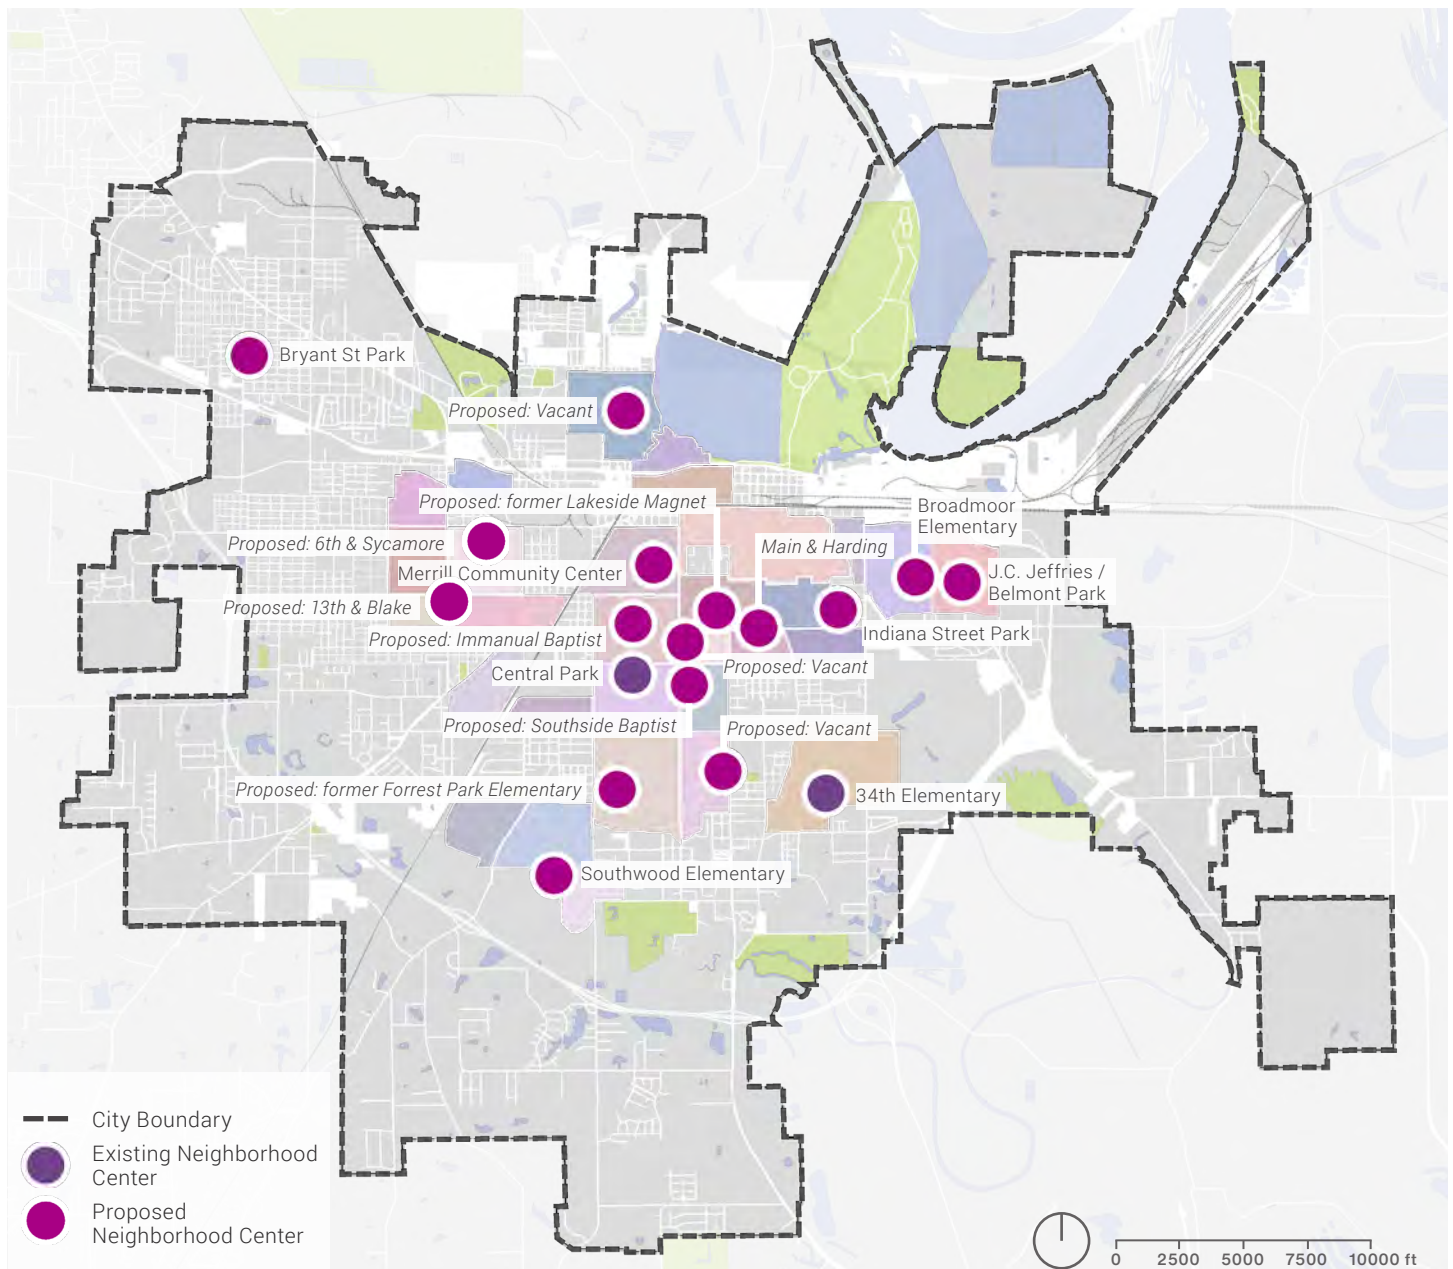 Bryant St Park
Proposed: Vacant
Proposed: former Lakeside Magnet
Broadmoor
Elementary
Proposed: 6th & Sycamore
Main & Harding
Merrill Community Center
J.C. Jeffries /
Belmont Park
Proposed: 13th & Blake
Proposed: Immanual Baptist
Indiana Street Park
Central Park
Proposed: Vacant
Proposed: Southside Baptist
Proposed: Vacant
Proposed: former Forrest Park Elementary
34th Elementary
Southwood Elementary
City Boundary
Existing Neighborhood
Center
Proposed
Neighborhood Center
0 2500 5000 7500 10000 ft